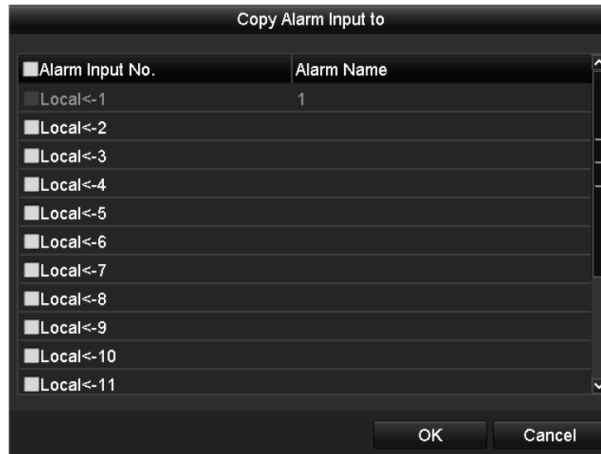 Copy Alarm Input to
Alarm Input No. Alarm Name
Local<-1 1
Local<-2
Local<-3
Local<-4
Local<-5
Local<-6
Local<-7
Local<-8
Local<-9
Local<-10
Local<-11
OK Cancel